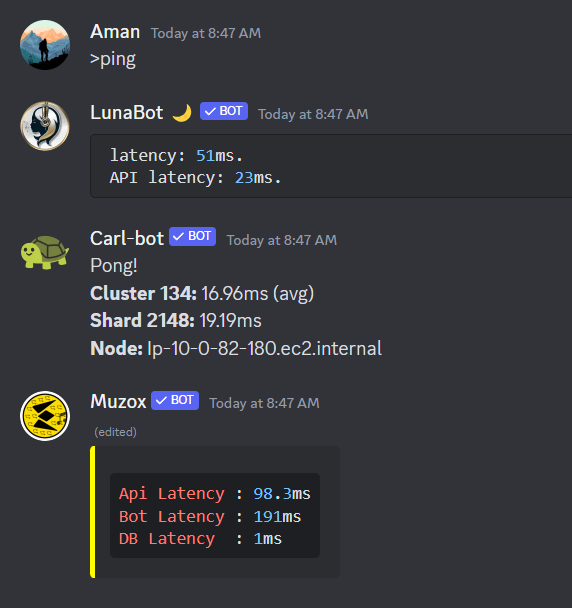 Aman Today at 8:47 AM
>ping
LunaBot 🌙 ✓ BOT Today at 8:47 AM
latency: 51ms.
API latency: 23ms.
Carl-bot ✓ BOT Today at 8:47 AM
Pong!
Cluster 134: 16.96ms (avg)
Shard 2148: 19.19ms
Node: Ip-10-0-82-180.ec2.internal
Muzox ✓ BOT Today at 8:47 AM
(edited)
Api Latency : 98.3ms
Bot Latency : 191ms
DB Latency : 1ms